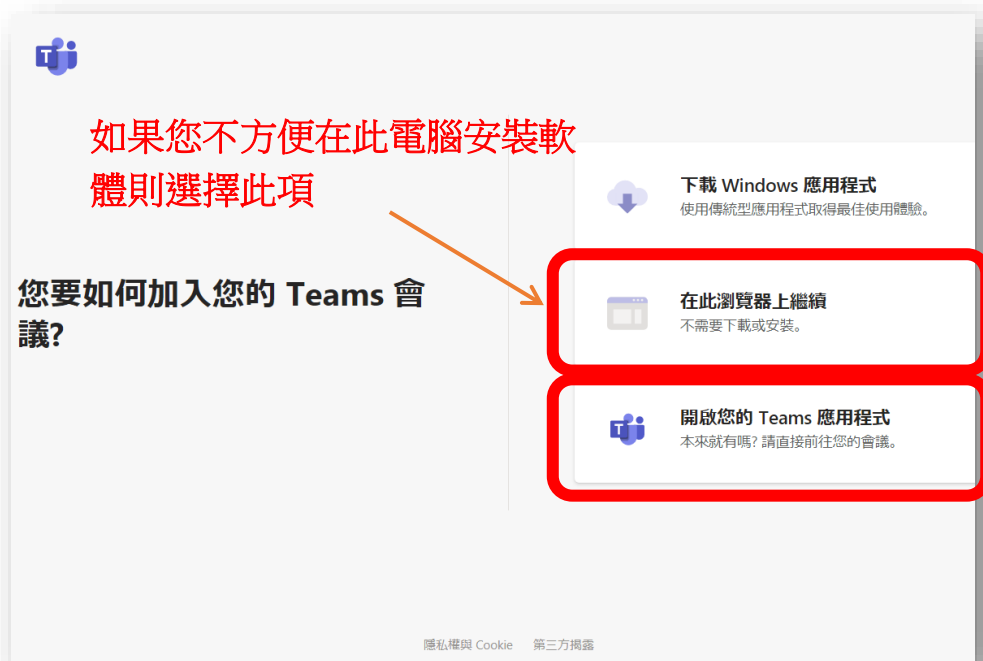 如果您不方便在此電腦安裝軟
體則選擇此項
您要如何加入您的 Teams 會
議?
下載 Windows 應用程式
使用傳統型應用程式取得最佳使用體驗。
在此瀏覽器上繼續
不需要下載或安裝。
開啟您的 Teams 應用程式
本來就有嗎? 請直接前往您的會議。
隱私權與 Cookie 第三方揭露